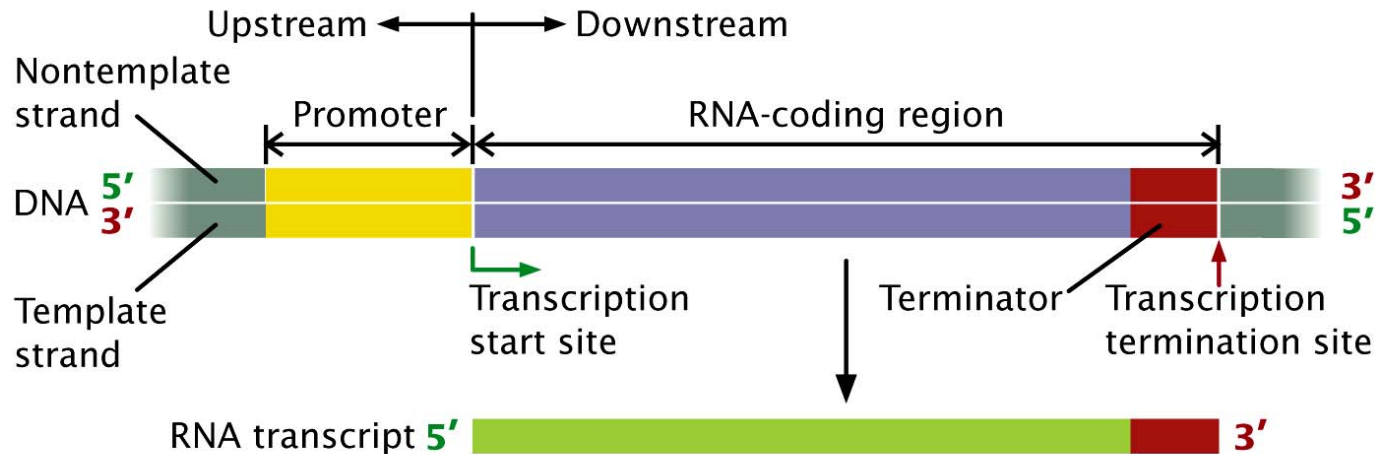 Upstream
Downstream
Nontemplate
strand
Promoter
RNA-coding region
DNA
5′
3′
3′
5′
Template
strand
Transcription
start site
Terminator
Transcription
termination site
RNA transcript 5′
3′